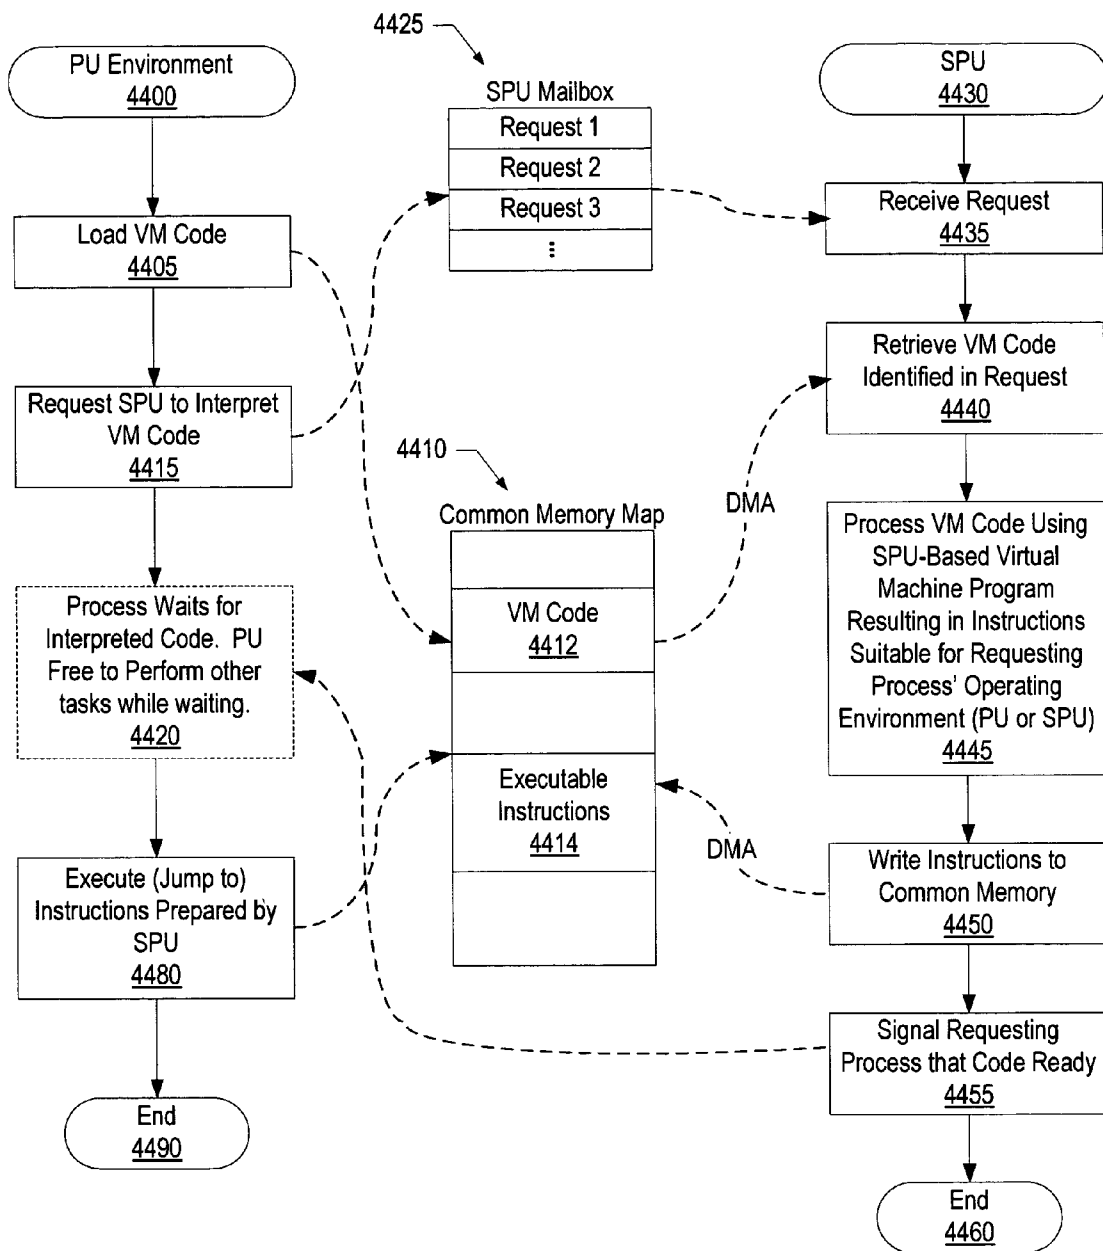 PU Environment
4400
Load VM Code
4405
Request SPU to Interpret
VM Code
4415
Process Waits for
Interpreted Code. PU
Free to Perform other
tasks while waiting.
4420
Execute (Jump to)
Instructions Prepared by
SPU
4480
End
4490
4425
SPU Mailbox
Request 1
Request 2
Request 3
⋮
4410
Common Memory Map
VM Code
4412
Executable
Instructions
4414
DMA
DMA
SPU
4430
Receive Request
4435
Retrieve VM Code
Identified in Request
4440
Process VM Code Using
SPU-Based Virtual
Machine Program
Resulting in Instructions
Suitable for Requesting
Process' Operating
Environment (PU or SPU)
4445
Write Instructions to
Common Memory
4450
Signal Requesting
Process that Code Ready
4455
End
4460